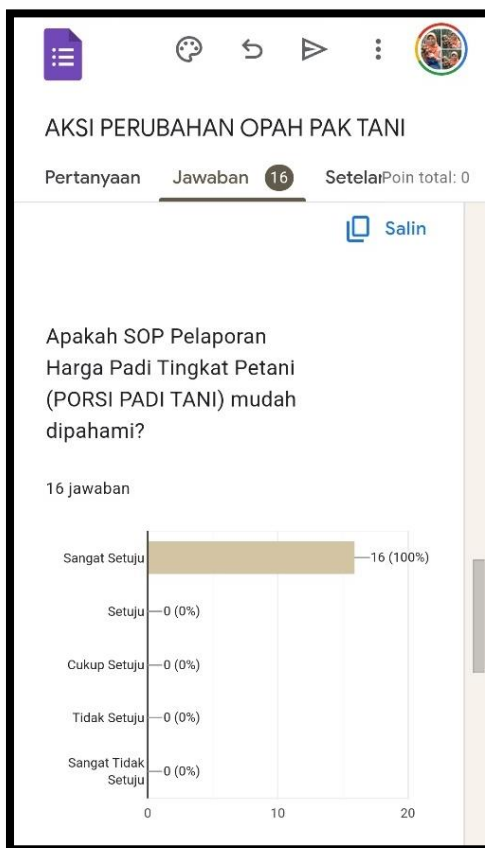 AKSI PERUBAHAN OPAH PAK TANI
Pertanyaan Jawaban 16 Setelan Poin total: 0
Salin
Apakah SOP Pelaporan
Harga Padi Tingkat Petani
(PORSI PADI TANI) mudah
dipahami?
16 jawaban
Sangat Setuju 16 (100%)
Setuju 0 (0%)
Cukup Setuju 0 (0%)
Tidak Setuju 0 (0%)
Sangat Tidak
Setuju 0 (0%)
0 10 20